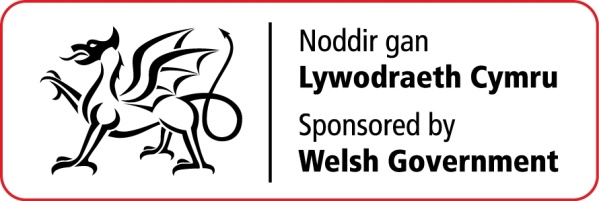 Noddir gan
Lywodraeth Cymru
Sponsored by
Welsh Government